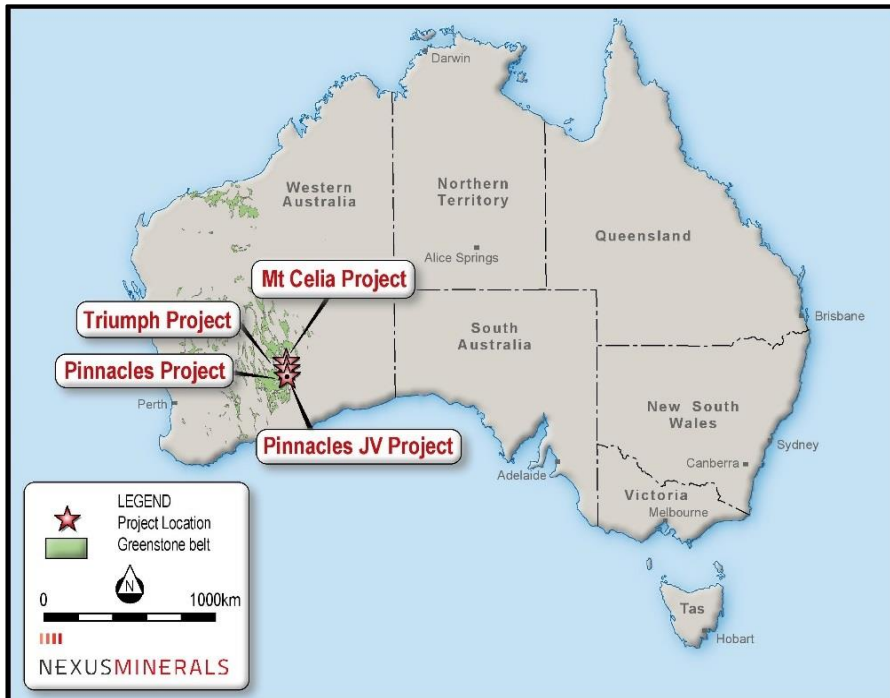 Darwin
Western
Australia
Northern
Territory
Queensland
Alice Springs
Mt Celia Project
Triumph Project
South
Australia
Brisbane
Pinnacles Project
Perth
New South
Wales
Pinnacles JV Project
Sydney
Canberra
Adelaide
Victoria
Melbourne
LEGEND
Project Location
Greenstone belt
N
0 1000km
Tas
Hobart
NEXUSMINERALS